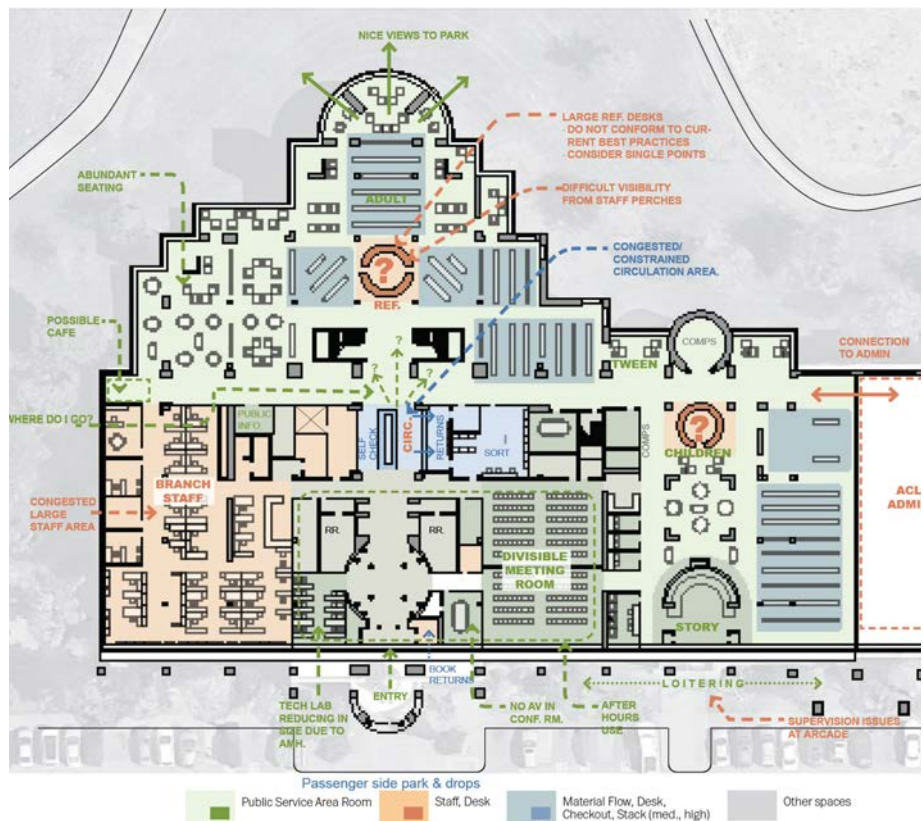 NICE VIEWS TO PARK
LARGE REF. DESKS
- DO NOT CONFORM TO CUR-
RENT BEST PRACTICES
- CONSIDER SINGLE POINTS
ABUNDANT
SEATING
DIFFICULT VISIBILITY
FROM STAFF PERCHES
ADULT
CONGESTED/
CONSTRAINED
CIRCULATION AREA.
?
REF.
POSSIBLE
CAFE
COMPS
TWEEN
CONNECTION
TO ADMIN
? ? ?
WHERE DO I GO?
PUBLIC
INFO.
SELF
CHECK
CIRC.
RETURNS
SORT
COMPS.
?
CHILDREN
BRANCH
STAFF
CONGESTED
LARGE
STAFF AREA
ACL
ADMI
RR.
RR.
DIVISIBLE
MEETING
ROOM
STORY
BOOK
RETURNS
LOITERING
ENTRY
TECH LAB
REDUCING IN
SIZE DUE TO
AMH.
NO AV IN
CONF. RM.
AFTER
HOURS
USE
SUPERVISION ISSUES
AT ARCADE
Passenger side park & drops
Public Service Area Room
Staff, Desk
Material Flow, Desk,
Checkout, Stack (med., high)
Other spaces